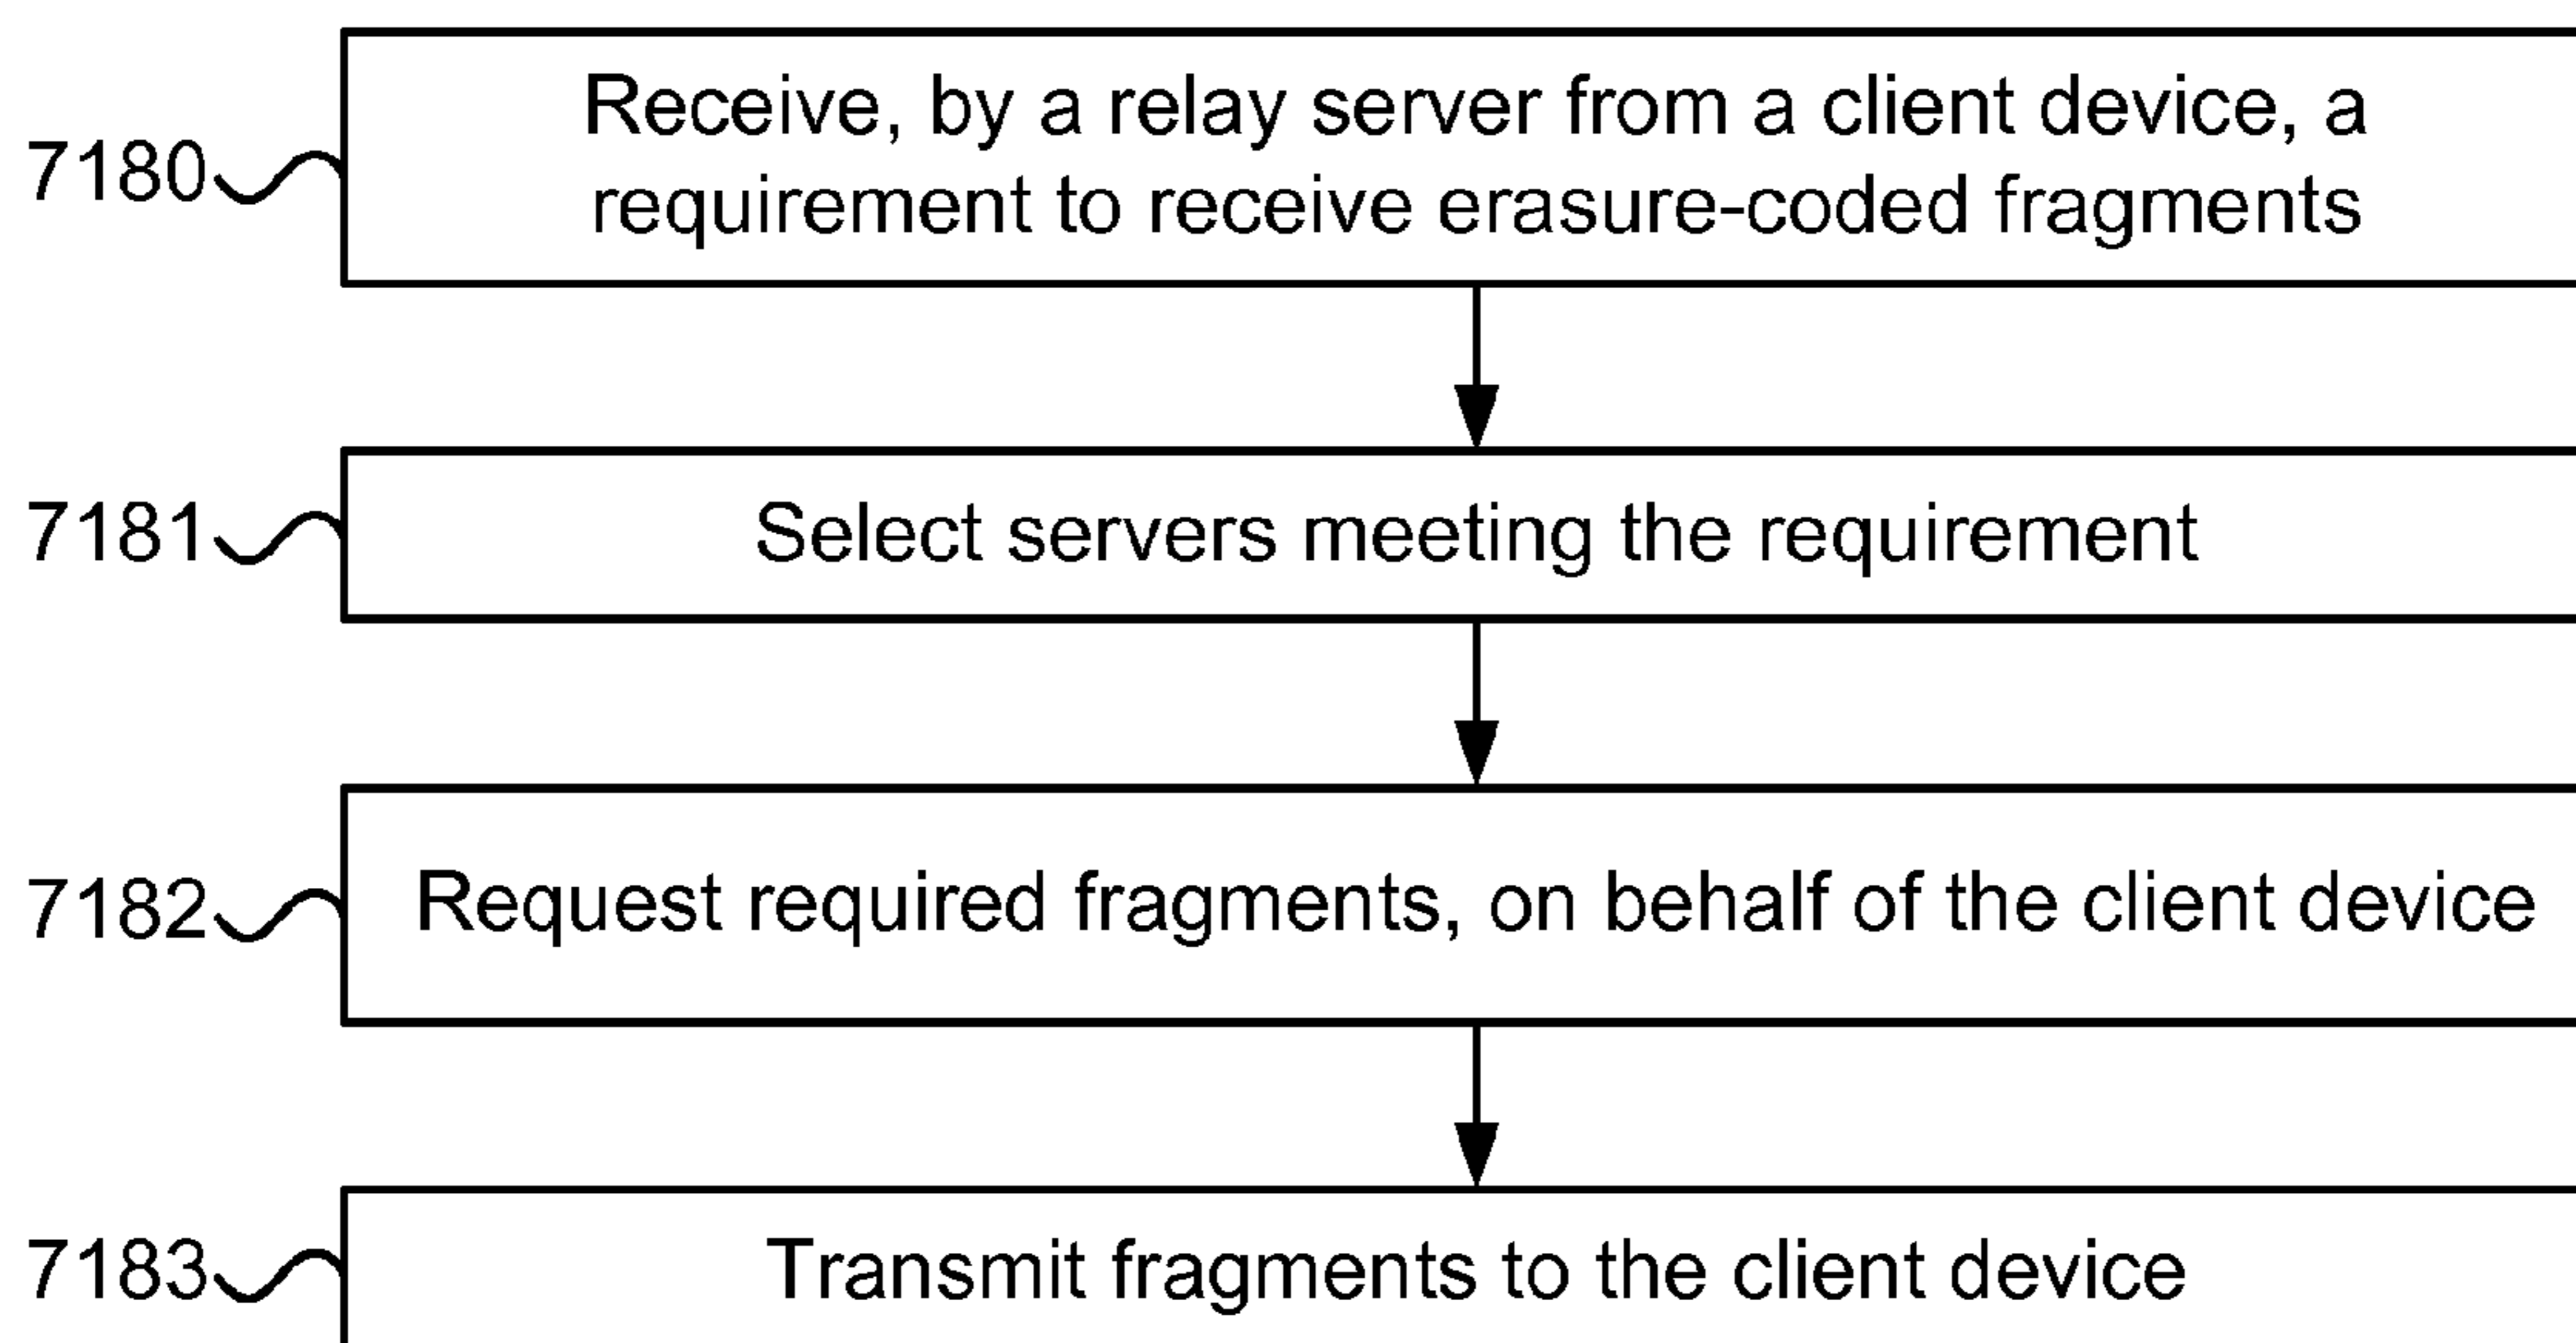 Receive, by a relay server from a client device, a
7180
requirement to receive erasure-coded fragments
7181
Select servers meeting the requirement
7182
Request required fragments, on behalf of the client device
7183
Transmit fragments to the client device